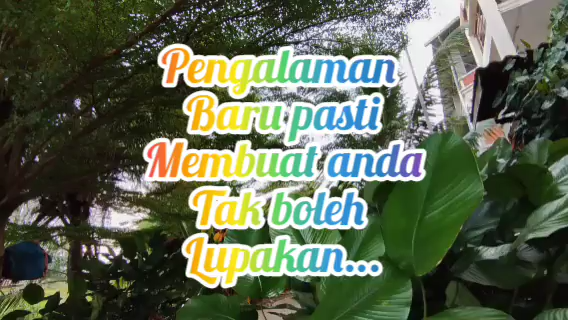 Pengalaman
Baru pasti
Membuat anda
Tak boleh
Lupakan...